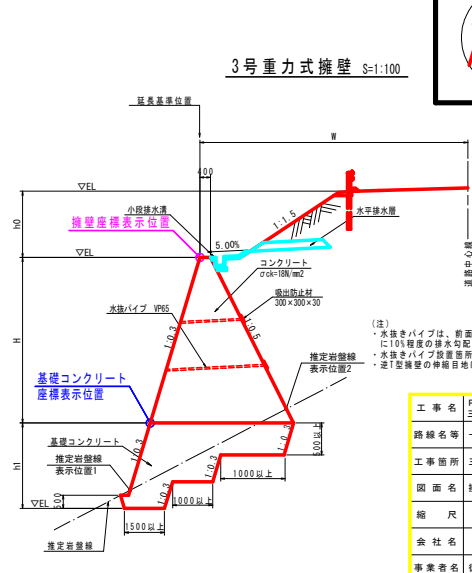 3号重力式擁壁 S=1:100
延長基準位置
W
400
▽EL
小段排水溝
擁壁座標表示位置
水平排水層
1:1.5
h0
5.00%
▽EL
コンクリート
σck=18N/mm2
道路中心線
吸出防止材
300×300×30
水抜パイプ VP65
1:0.3
1:0.5
H
(注)
・水抜きパイプは、前面
に10%程度の排水勾配
・水抜きパイプ設置箇所
・逆T型擁壁の伸縮目地
推定岩盤線
表示位置2
基礎コンクリート
座標表示位置
基礎コンクリート
推定岩盤線
表示位置1
1:0.3
1:0.3
500以上
1:0.3
1000以上
h1
▽EL
500
1:0.3
1000以上
1500以上
推定岩盤線
工事名
路線名等
工事箇所
図面名
縮尺
会社名
事業者名